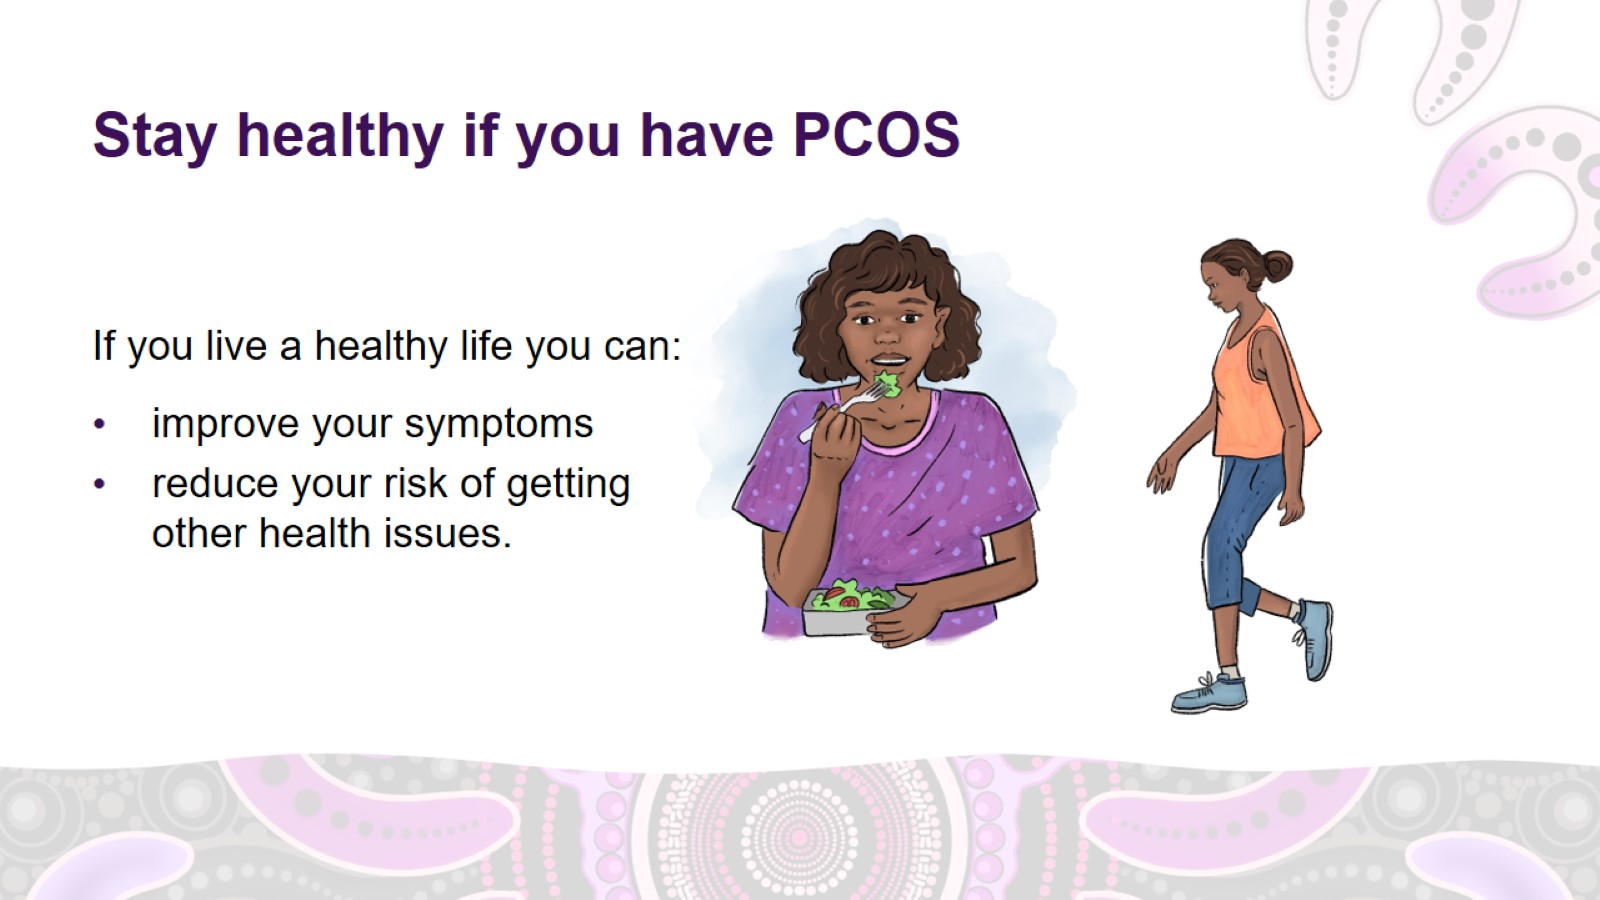 Stay healthy if you have PCOS
If you live a healthy life you can:
• improve your symptoms
• reduce your risk of getting
other health issues.